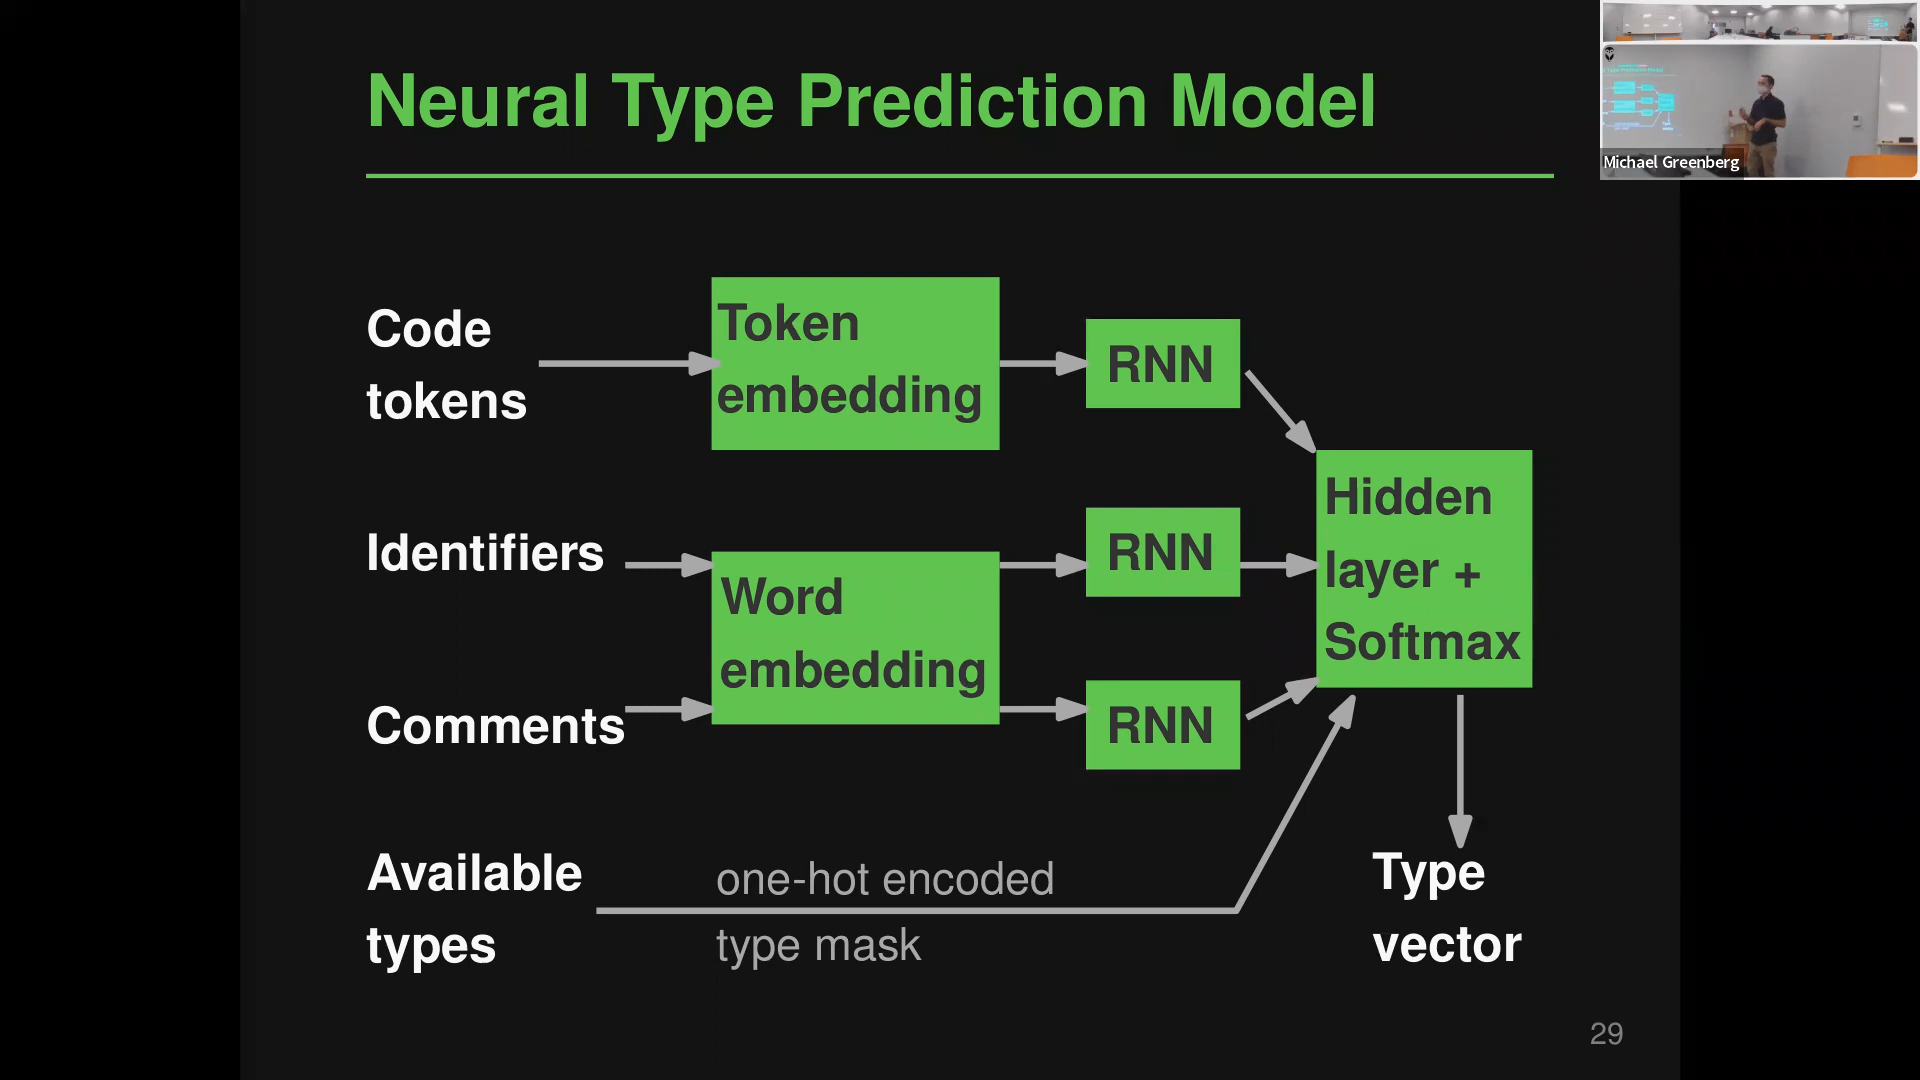 Neural Type Prediction Model
Michael Greenberg
Code
tokens
Token
embedding
RNN
Identifiers
Comments
Word
embedding
RNN
RNN
Hidden
layer +
Softmax
Available
types
one-hot encoded
type mask
Type
vector
29